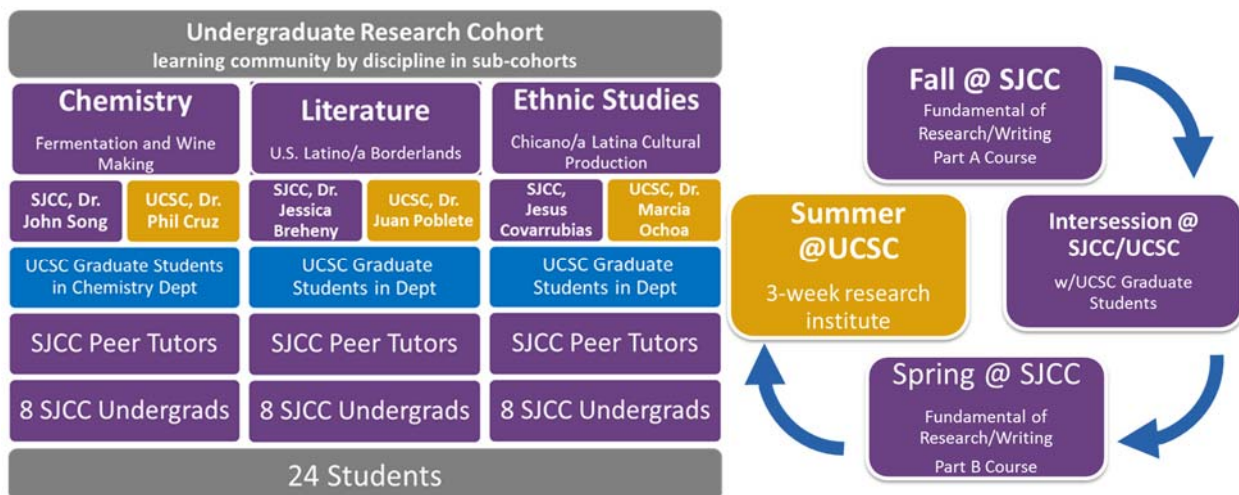 Undergraduate Research Cohort
learning community by discipline in sub-cohorts
Chemistry
Fermentation and Wine
Making
Literature
U.S. Latino/a Borderlands
Ethnic Studies
Chicano/a Latina Cultural
Production
SJCC, Dr.
John Song
UCSC, Dr.
Phil Cruz
SJCC, Dr.
Jessica
Breheny
UCSC, Dr.
Juan Poblete
SJCC,
Jesus
Covarrubias
UCSC, Dr.
Marcia
Ochoa
UCSC Graduate Students
in Chemistry Dept
UCSC Graduate
Students in Dept
UCSC Graduate
Students in Dept
SJCC Peer Tutors
SJCC Peer Tutors
SJCC Peer Tutors
8 SJCC Undergrads
8 SJCC Undergrads
8 SJCC Undergrads
24 Students
Fall @ SJCC
Fundamental of
Research/Writing
Part A Course
Intersession @
SJCC/UCSC
w/UCSC Graduate
Students
Spring @ SJCC
Fundamental of
Research/Writing
Part B Course
Summer
@UCSC
3-week research
institute